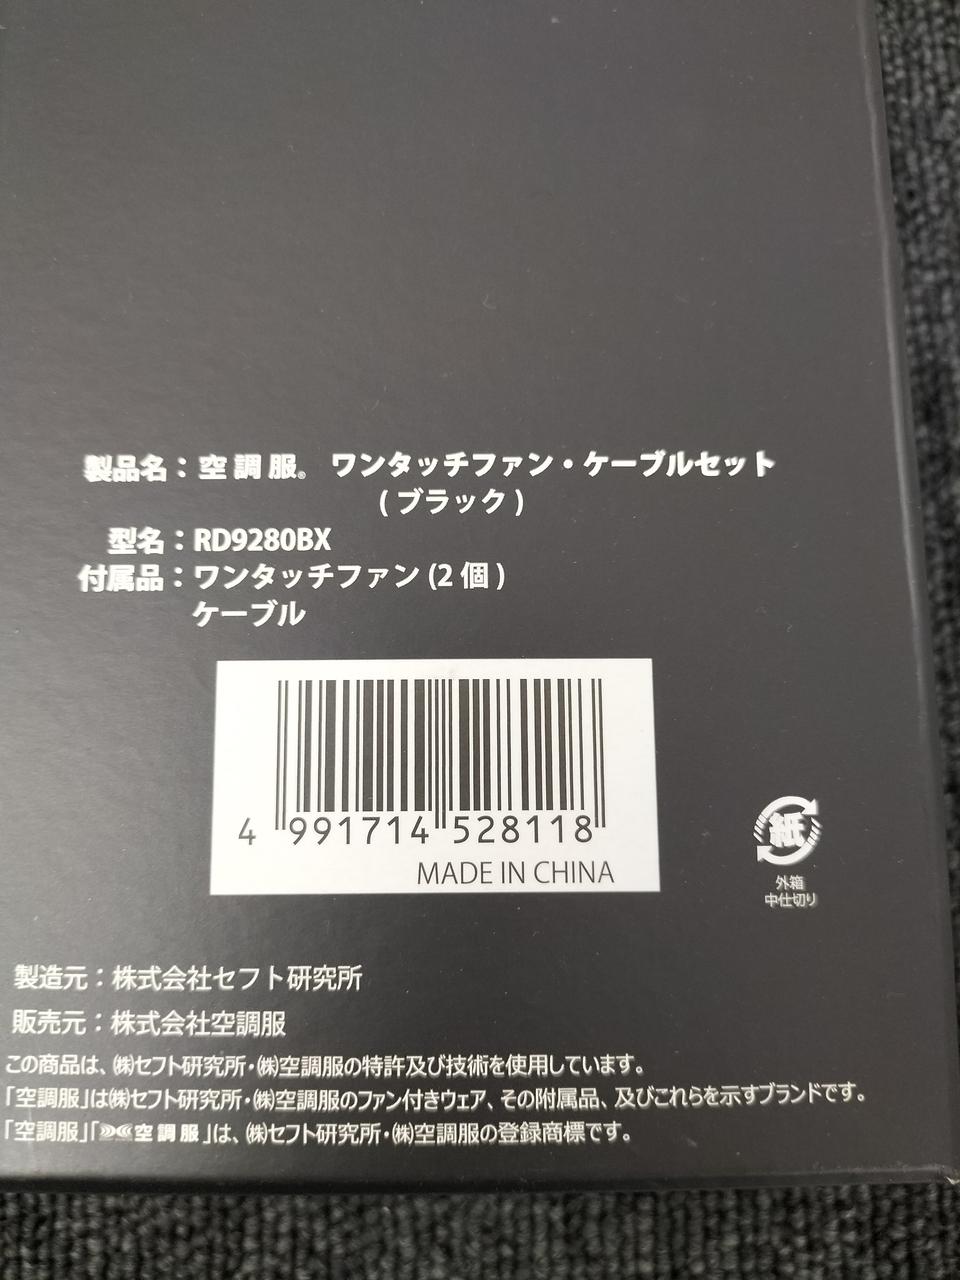 製品名：空調服® ワンタッチファン・ケーブルセット
(ブラック)
型名：RD9280BX
付属品：ワンタッチファン(2個)
ケーブル
4 991714 528118
MADE IN CHINA
紙
外箱
中仕切り
製造元：株式会社セフト研究所
販売元：株式会社空調服
この商品は、㈱セフト研究所・㈱空調服の特許及び技術を使用しています。
「空調服」は㈱セフト研究所・㈱空調服のファン付きウェア、その附属品、及びこれらを示すブランドです。
「空調服」「空調服」は、㈱セフト研究所・㈱空調服の登録商標です。